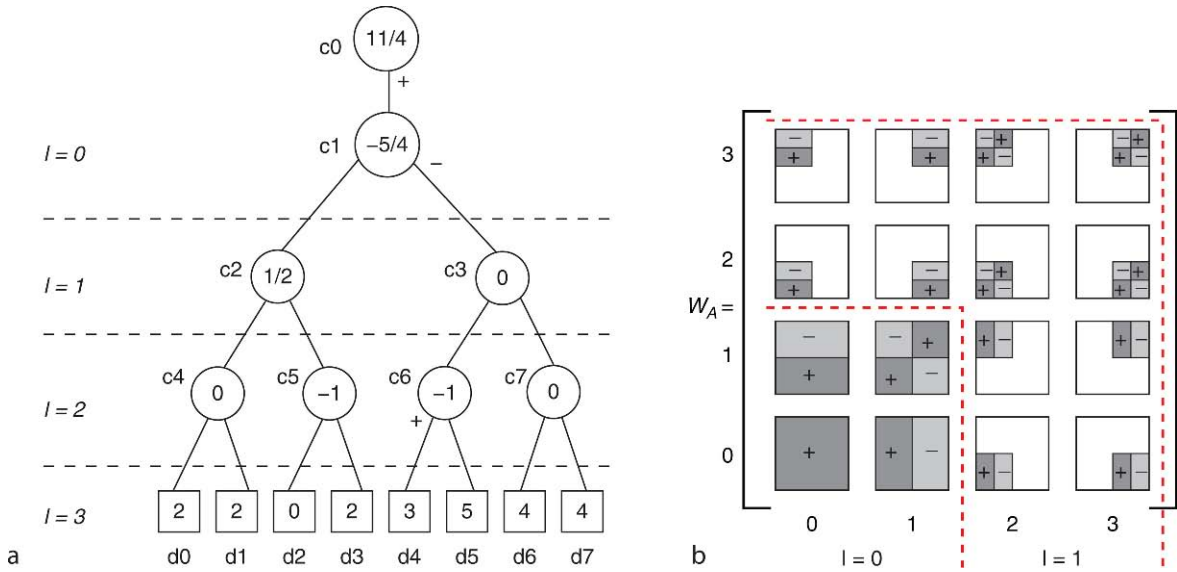 c0 11/4
+
l = 0 c1 −5/4 −
l = 1 c2 1/2 c3 0
l = 2 c4 0 c5 −1 c6 −1 c7 0
+
l = 3 2 2 0 2 3 5 4 4
d0 d1 d2 d3 d4 d5 d6 d7
a
3 − − − + − +
+ + + − + −
2 − − − + − +
+ + + − + −
W_A =
1 − − + + − + −
+ + −
0 + + − + − + −
0 1 2 3
l = 0 l = 1
b